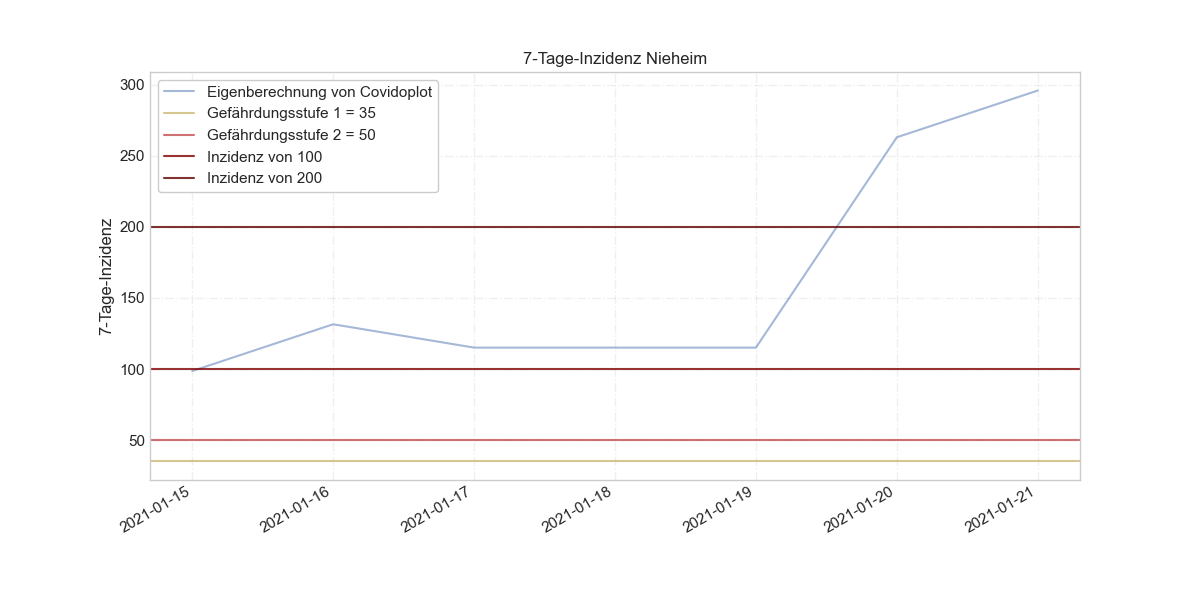 7-Tage-Inzidenz Nieheim
Eigenberechnung von Covidoplot
Gefährdungsstufe 1 = 35
Gefährdungsstufe 2 = 50
Inzidenz von 100
Inzidenz von 200
7-Tage-Inzidenz
300
250
200
150
100
50
2021-01-15
2021-01-16
2021-01-17
2021-01-18
2021-01-19
2021-01-20
2021-01-21